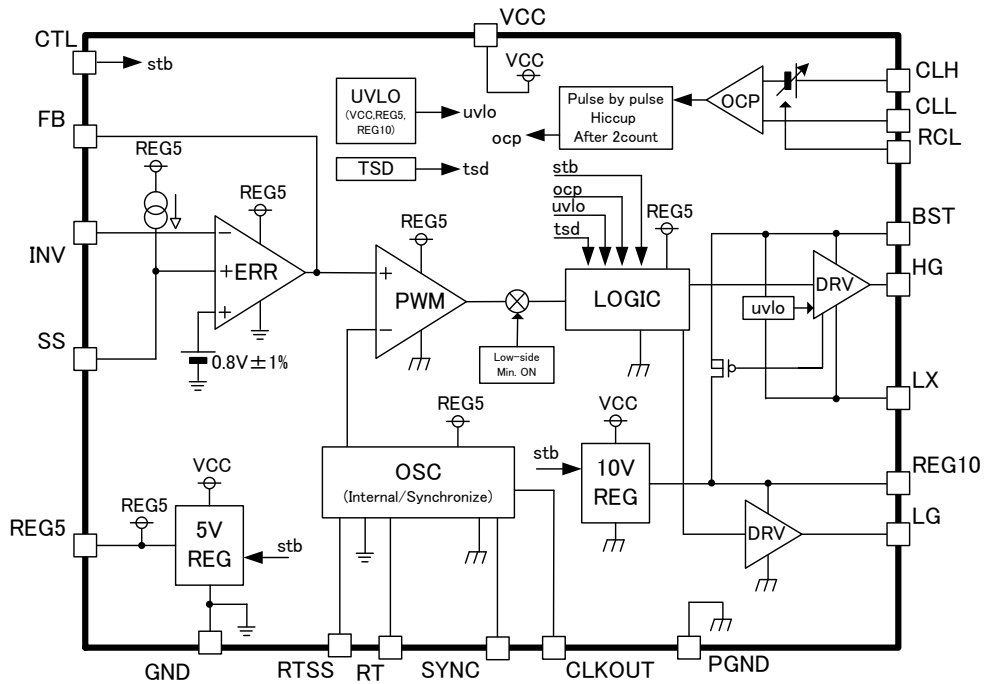 VCC
CTL
stb
VCC
CLH
UVLO
(VCC,REG5,
REG10)
uvlo
Pulse by pulse
Hiccup
After 2count
OCP
CLL
FB
ocp
RCL
REG5
TSD
tsd
stb
REG5
ocp
uvlo
REG5
tsd
BST
INV
−
+
ERR
+
+
PWM
−
LOGIC
DRV
HG
uvlo
SS
0.8V±1%
Low-side
Min. ON
LX
REG5
VCC
OSC
(Internal/Synchronize)
stb
10V
REG
REG10
VCC
REG5
REG5
5V
REG
stb
DRV
LG
GND
RTSS
RT
SYNC
CLKOUT
PGND